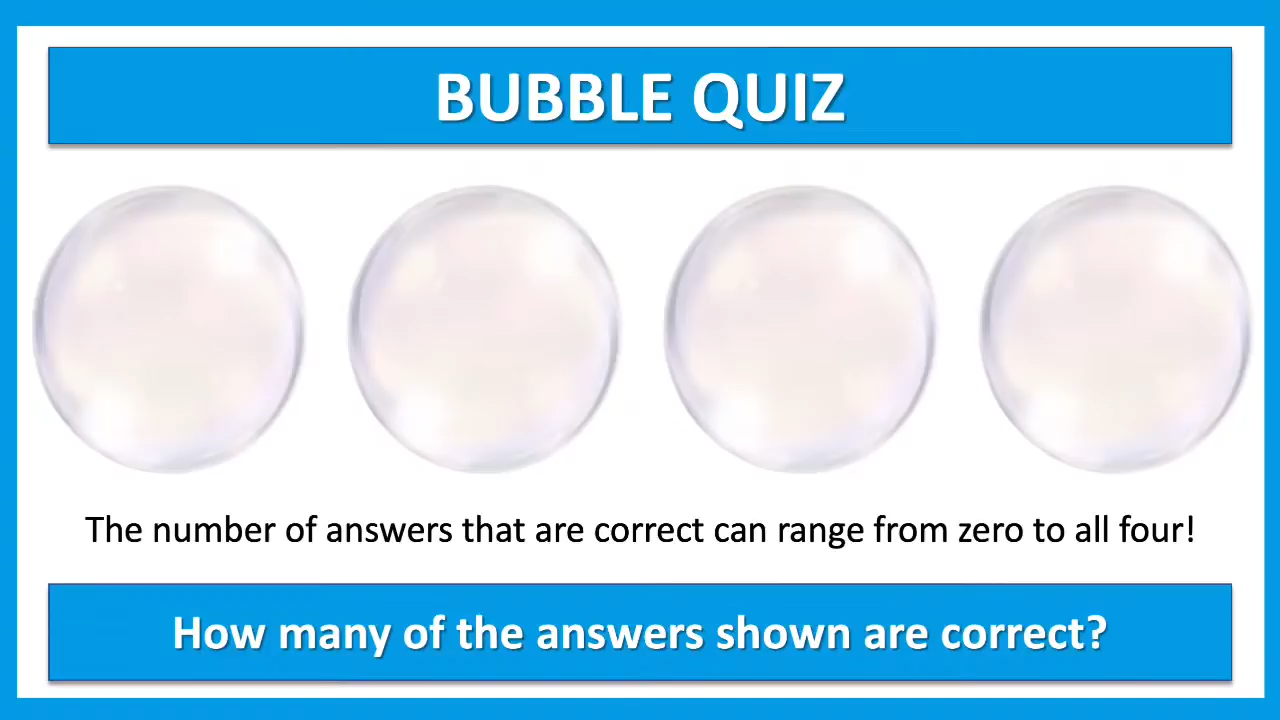 BUBBLE QUIZ
The number of answers that are correct can range from zero to all four!
How many of the answers shown are correct?